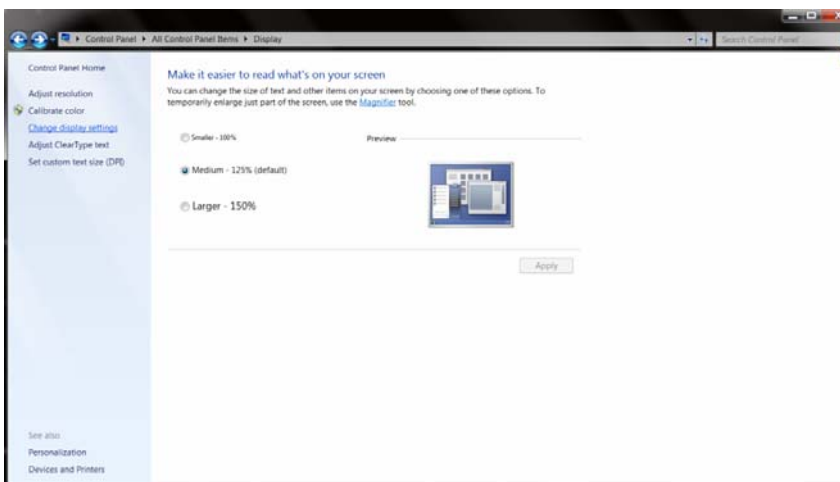 Control Panel ▸ All Control Panel Items ▸ Display
Search Control Panel
Control Panel Home
Adjust resolution
Calibrate color
Change display settings
Adjust ClearType text
Set custom text size (DPI)
See also
Personalization
Devices and Printers
Make it easier to read what's on your screen
You can change the size of text and other items on your screen by choosing one of these options. To
temporarily enlarge just part of the screen, use the Magnifier tool.
Smaller - 100%
Preview
Medium - 125% (default)
Larger - 150%
Apply